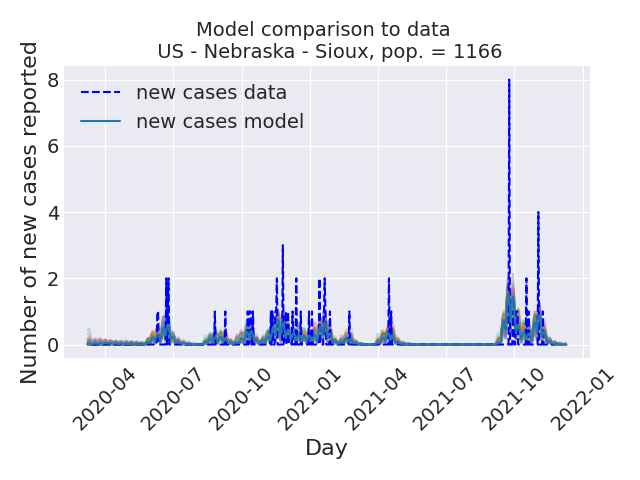 Model comparison to data
US - Nebraska - Sioux, pop. = 1166
Number of new cases reported
8
6
4
2
0
new cases data
new cases model
2020-04
2020-07
2020-10
2021-01
2021-04
2021-07
2021-10
2022-01
Day